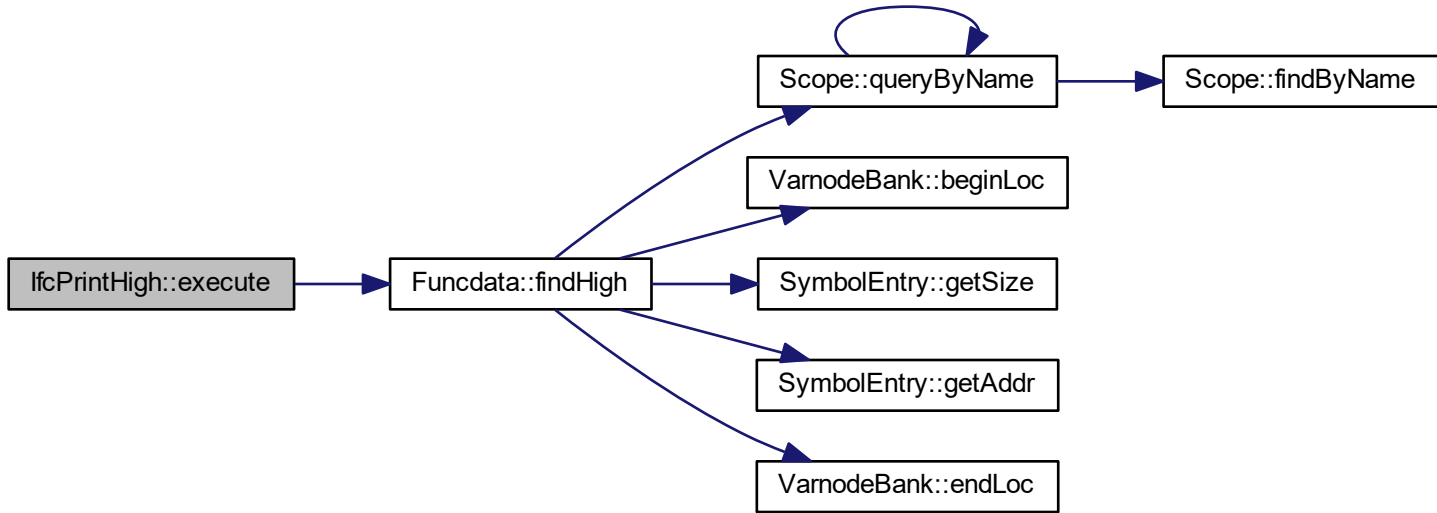 Scope::queryByName
Scope::findByName
VarnodeBank::beginLoc
IfcPrintHigh::execute
Funcdata::findHigh
SymbolEntry::getSize
SymbolEntry::getAddr
VarnodeBank::endLoc